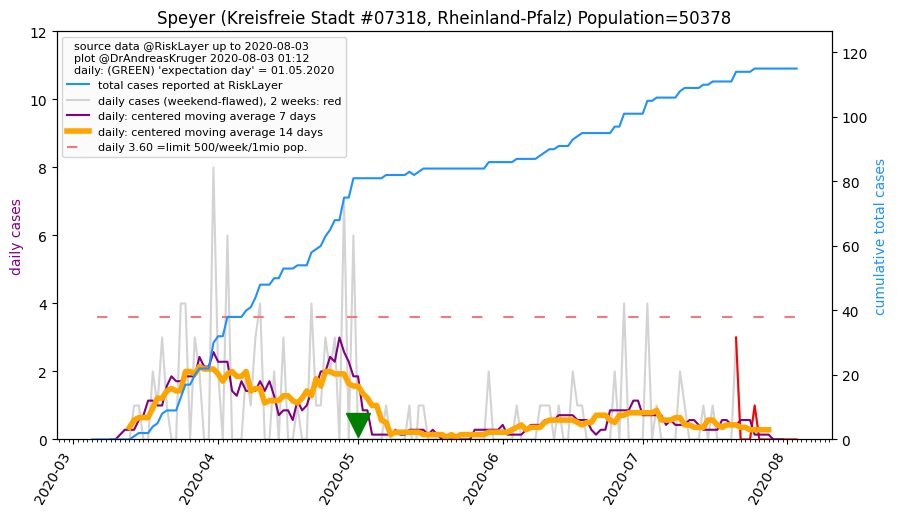 Speyer (Kreisfreie Stadt #07318, Rheinland-Pfalz) Population=50378
source data @RiskLayer up to 2020-08-03
plot @DrAndreasKruger 2020-08-03 01:12
daily: (GREEN) 'expectation day' = 01.05.2020
total cases reported at RiskLayer
daily cases (weekend-flawed), 2 weeks: red
daily: centered moving average 7 days
daily: centered moving average 14 days
daily 3.60 =limit 500/week/1mio pop.
daily cases
12
10
8
6
4
2
0
120
100
80
60
40
20
0
cumulative total cases
2020-03
2020-04
2020-05
2020-06
2020-07
2020-08